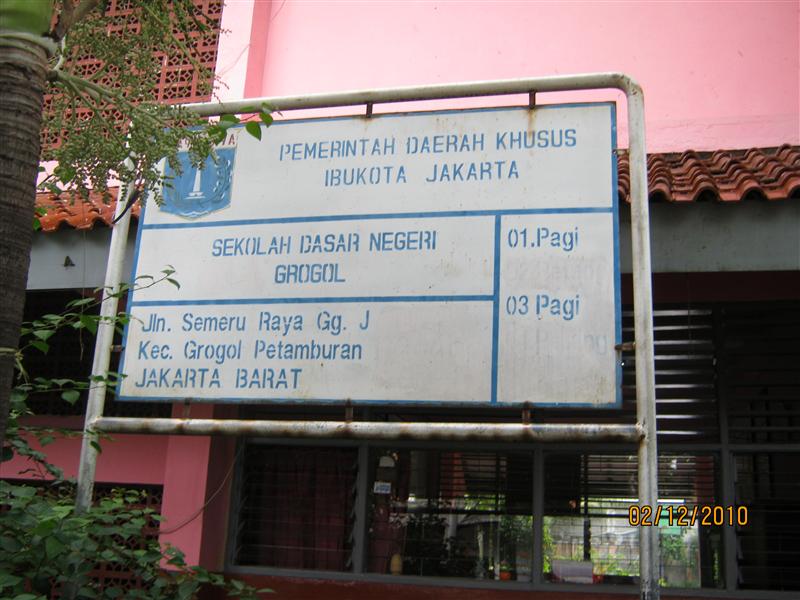 PEMERINTAH DAERAH KHUSUS
IBUKOTA JAKARTA
SEKOLAH DASAR NEGERI
GROGOL
01.Pagi
03 Pagi
Jln. Semeru Raya Gg. J
Kec. Grogol Petamburan
JAKARTA BARAT
02/12/2010